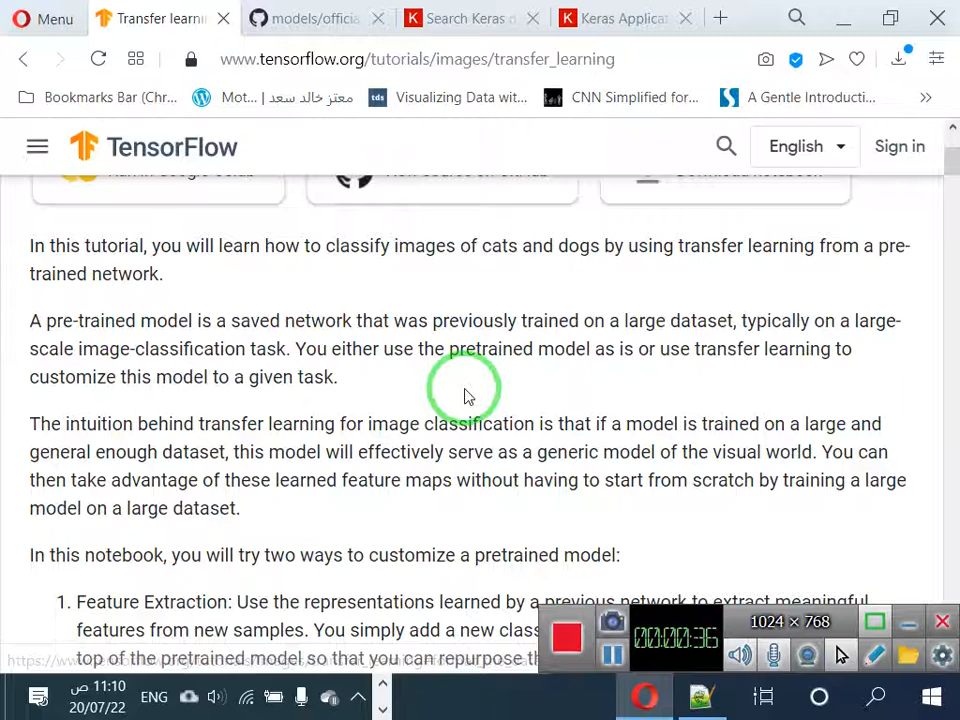 Menu
Transfer learni
models/officia
Search Keras d
Keras Applicat
www.tensorflow.org/tutorials/images/transfer_learning
Bookmarks Bar (Chr...
Mot... | معتز خالد سعد
tds
Visualizing Data wit...
CNN Simplified for...
A Gentle Introducti...
TensorFlow
English
Sign in
In this tutorial, you will learn how to classify images of cats and dogs by using transfer learning from a pre-
trained network.
A pre-trained model is a saved network that was previously trained on a large dataset, typically on a large-
scale image-classification task. You either use the pretrained model as is or use transfer learning to
customize this model to a given task.
The intuition behind transfer learning for image classification is that if a model is trained on a large and
general enough dataset, this model will effectively serve as a generic model of the visual world. You can
then take advantage of these learned feature maps without having to start from scratch by training a large
model on a large dataset.
In this notebook, you will try two ways to customize a pretrained model:
1. Feature Extraction: Use the representations learned by a previous network to extract meaningful
features from new samples. You simply add a new class
top of the pretrained model so that you can repurpose th
00:00:36
1024 × 768
11:10 ص
ENG
20/07/22